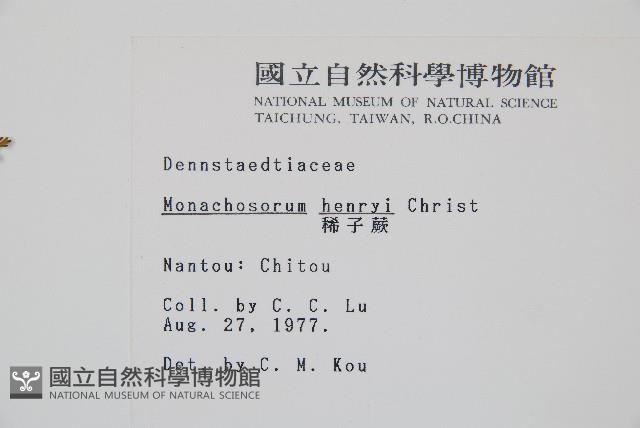 國立自然科學博物館
NATIONAL MUSEUM OF NATURAL SCIENCE
TAICHUNG, TAIWAN, R.O.CHINA
Dennstaedtiaceae
Monachosorum henryi Christ
稀子蕨
Nantou: Chitou
Coll. by C. C. Lu
Aug. 27, 1977.
Det. by C. M. Kou
國立自然科學博物館
NATIONAL MUSEUM OF NATURAL SCIENCE